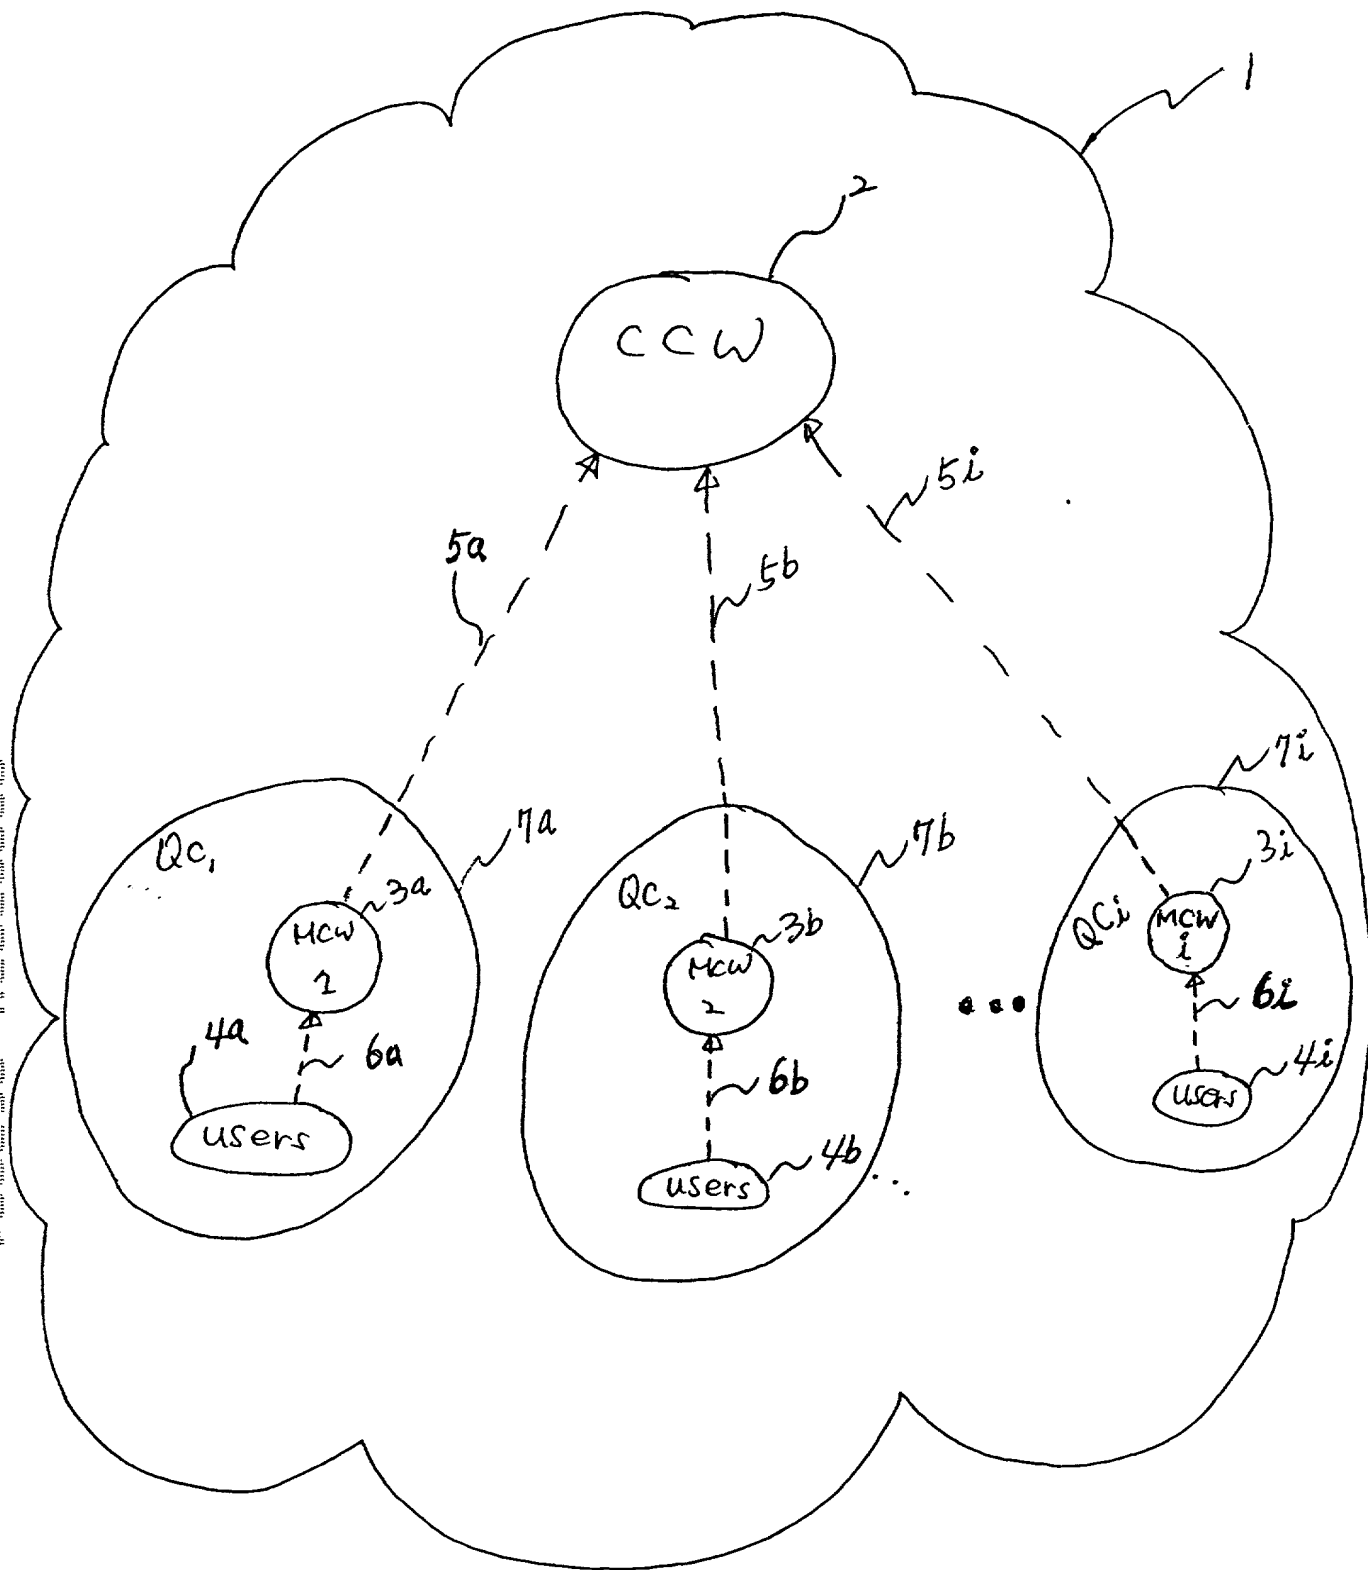 1
2
CCW
5i
5a
5b
7i
7a
7b
QC₁
3a
3i
QC₂
QCi
MCW
1
3b
MCW
i
MCW
2
...
6i
4a
6a
6b
4i
users
users
4b
users
...